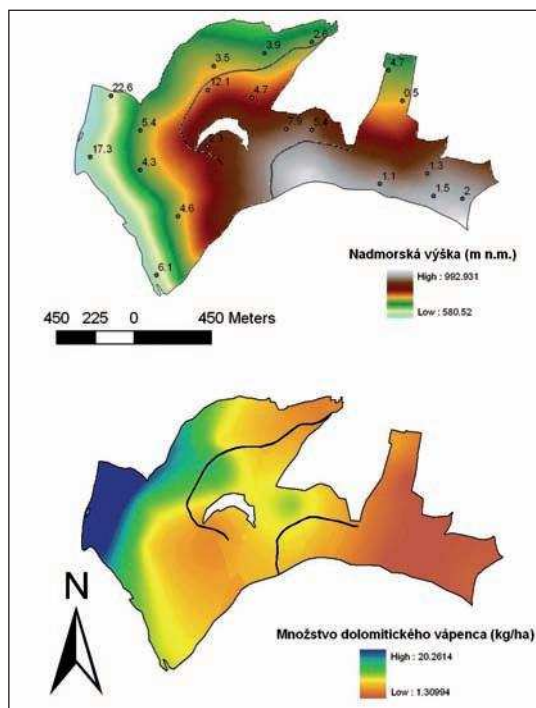 2.6
3.9
3.5
4.7
12.1
4.7
0.5
22.6
5.4
7.9
5.4
17.3
4.3
1.3
1.1
1.5
2
4.6
6.1
Nadmorská výška (m n.m.)
High : 992.931
Low : 580.52
450 225 0 450 Meters
N
Množstvo dolomitického vápenca (kg/ha)
High : 20.2614
Low : 1.30994